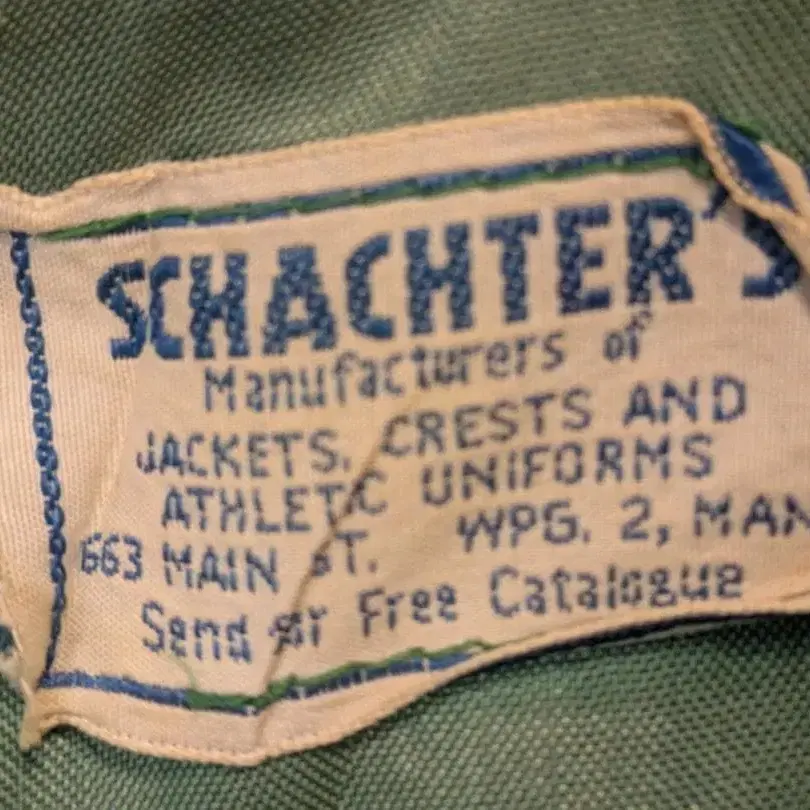 SCHACHTER'S
Manufacturers of
JACKETS, CRESTS AND
ATHLETIC UNIFORMS
663 MAIN ST. WPG. 2, MAN
Send for Free Catalogue